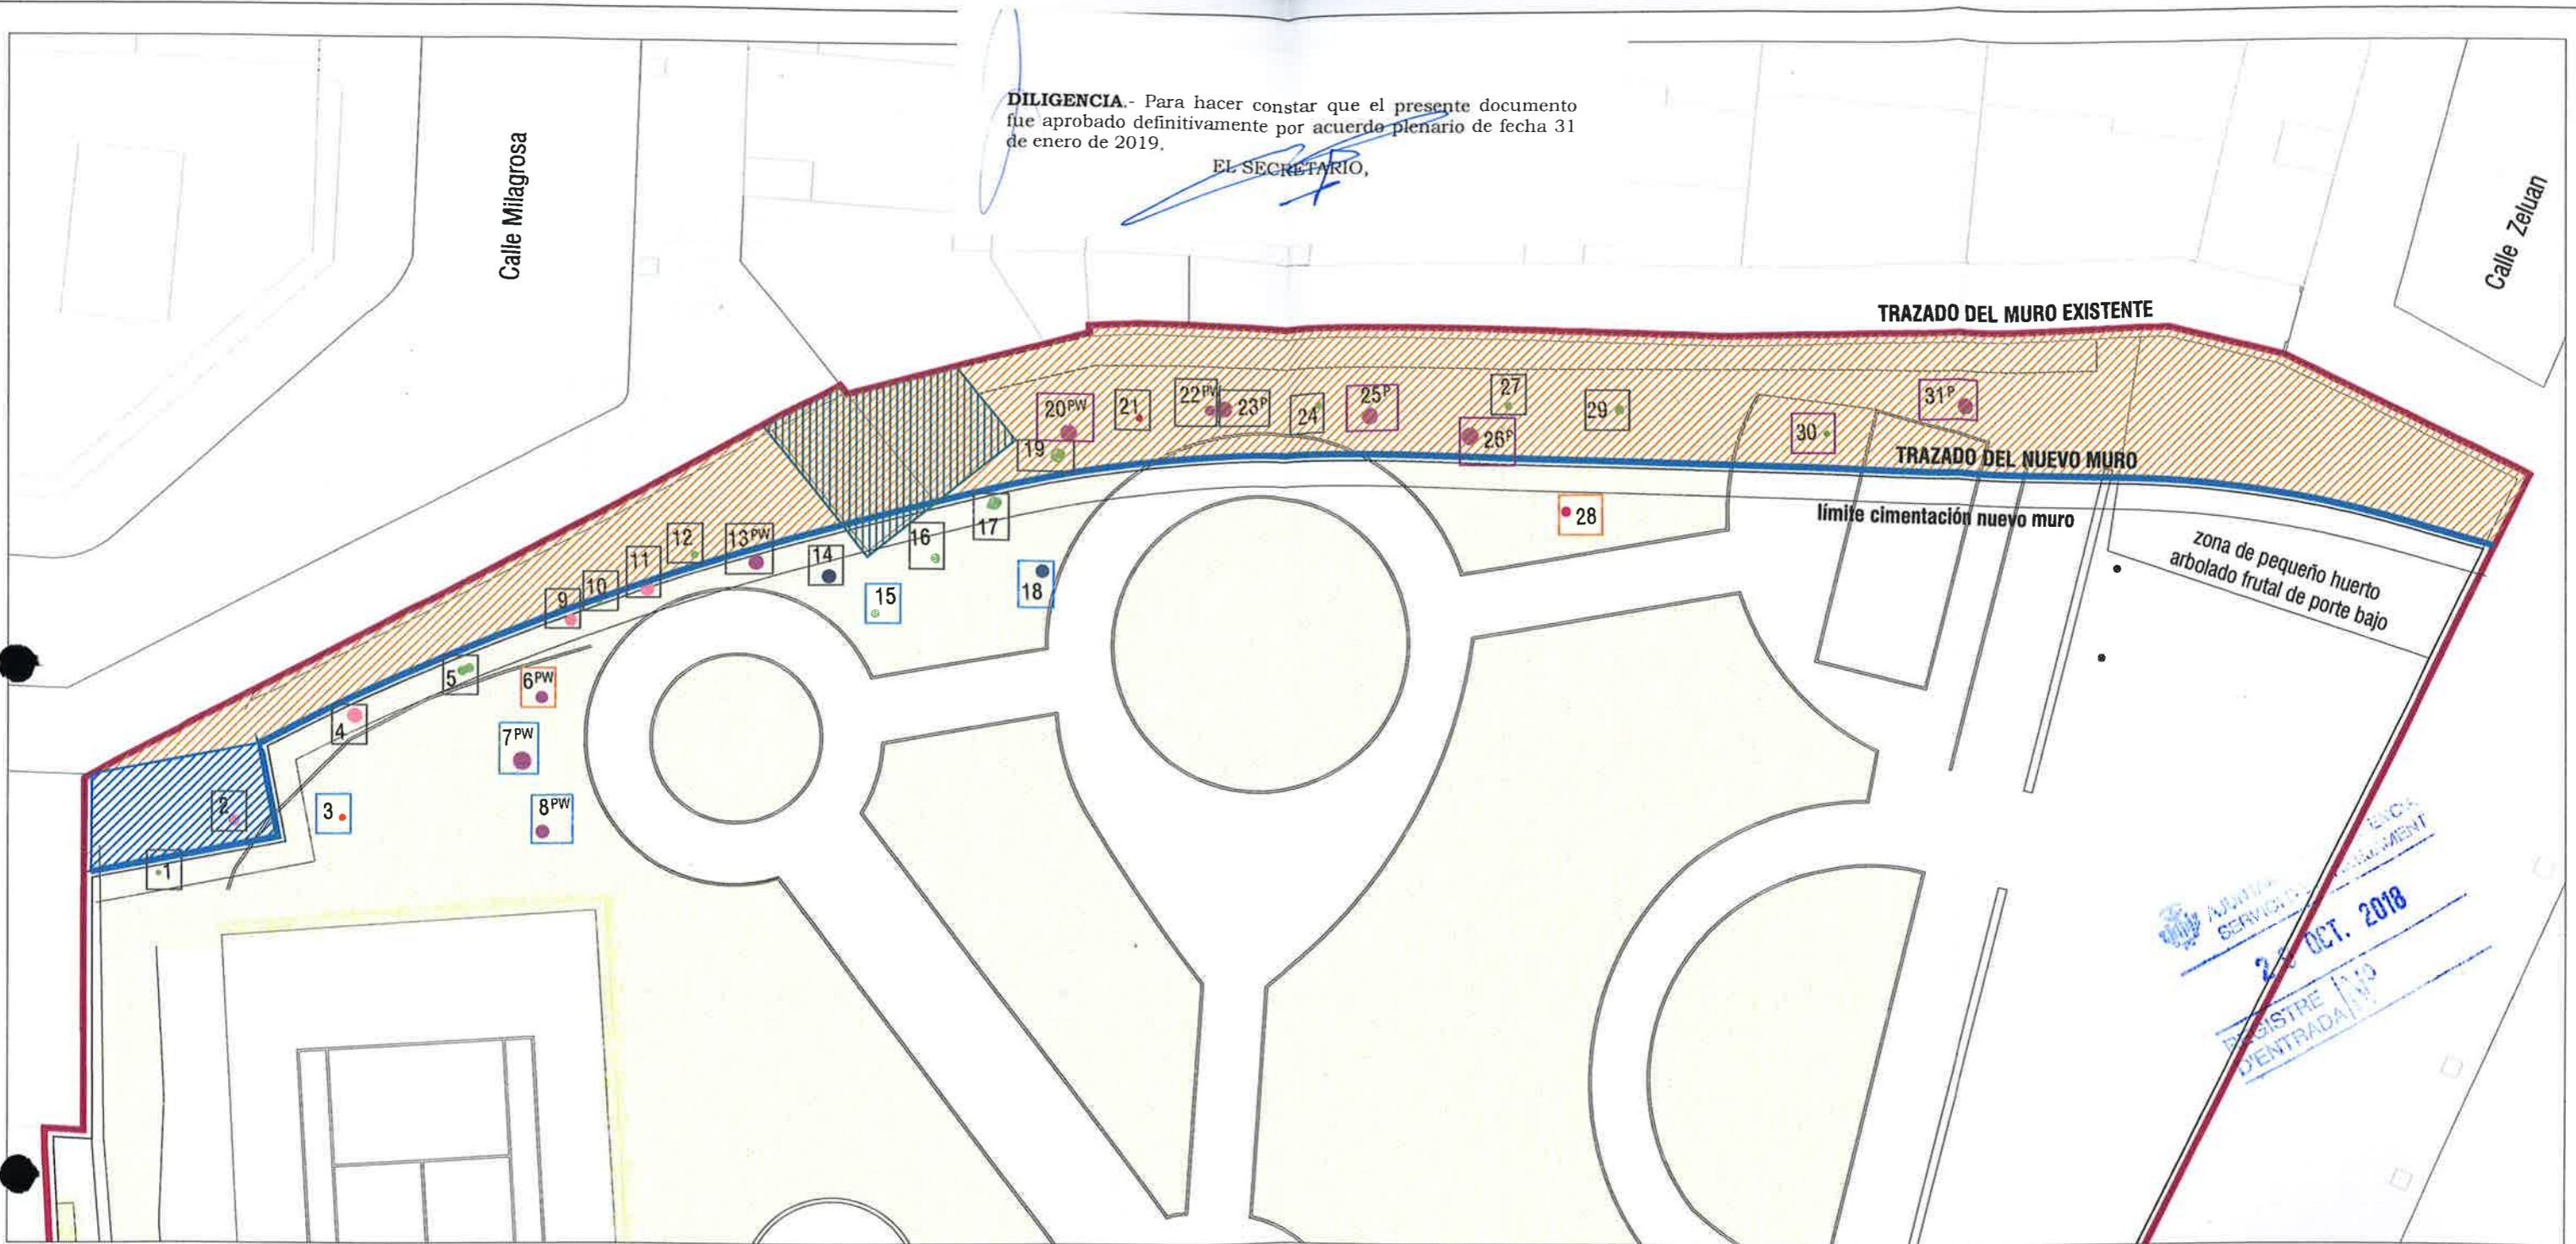 DILIGENCIA.- Para hacer constar que el presente documento
fue aprobado definitivamente por acuerdo plenario de fecha 31
de enero de 2019.
EL SECRETARIO,
Calle Milagrosa
Calle Zeluan
TRAZADO DEL MURO EXISTENTE
20PW
21
22PW
23P
24
25P
26P
27
29
30
31P
19
TRAZADO DEL NUEVO MURO
límite cimentación nuevo muro
28
zona de pequeño huerto
arbolado frutal de porte bajo
17
16
18
15
14
13PW
12
11
10
9
5
6PW
4
7PW
8PW
2
3
1
OCT. 2018
REGISTRE
D'ENTRADA
Nº